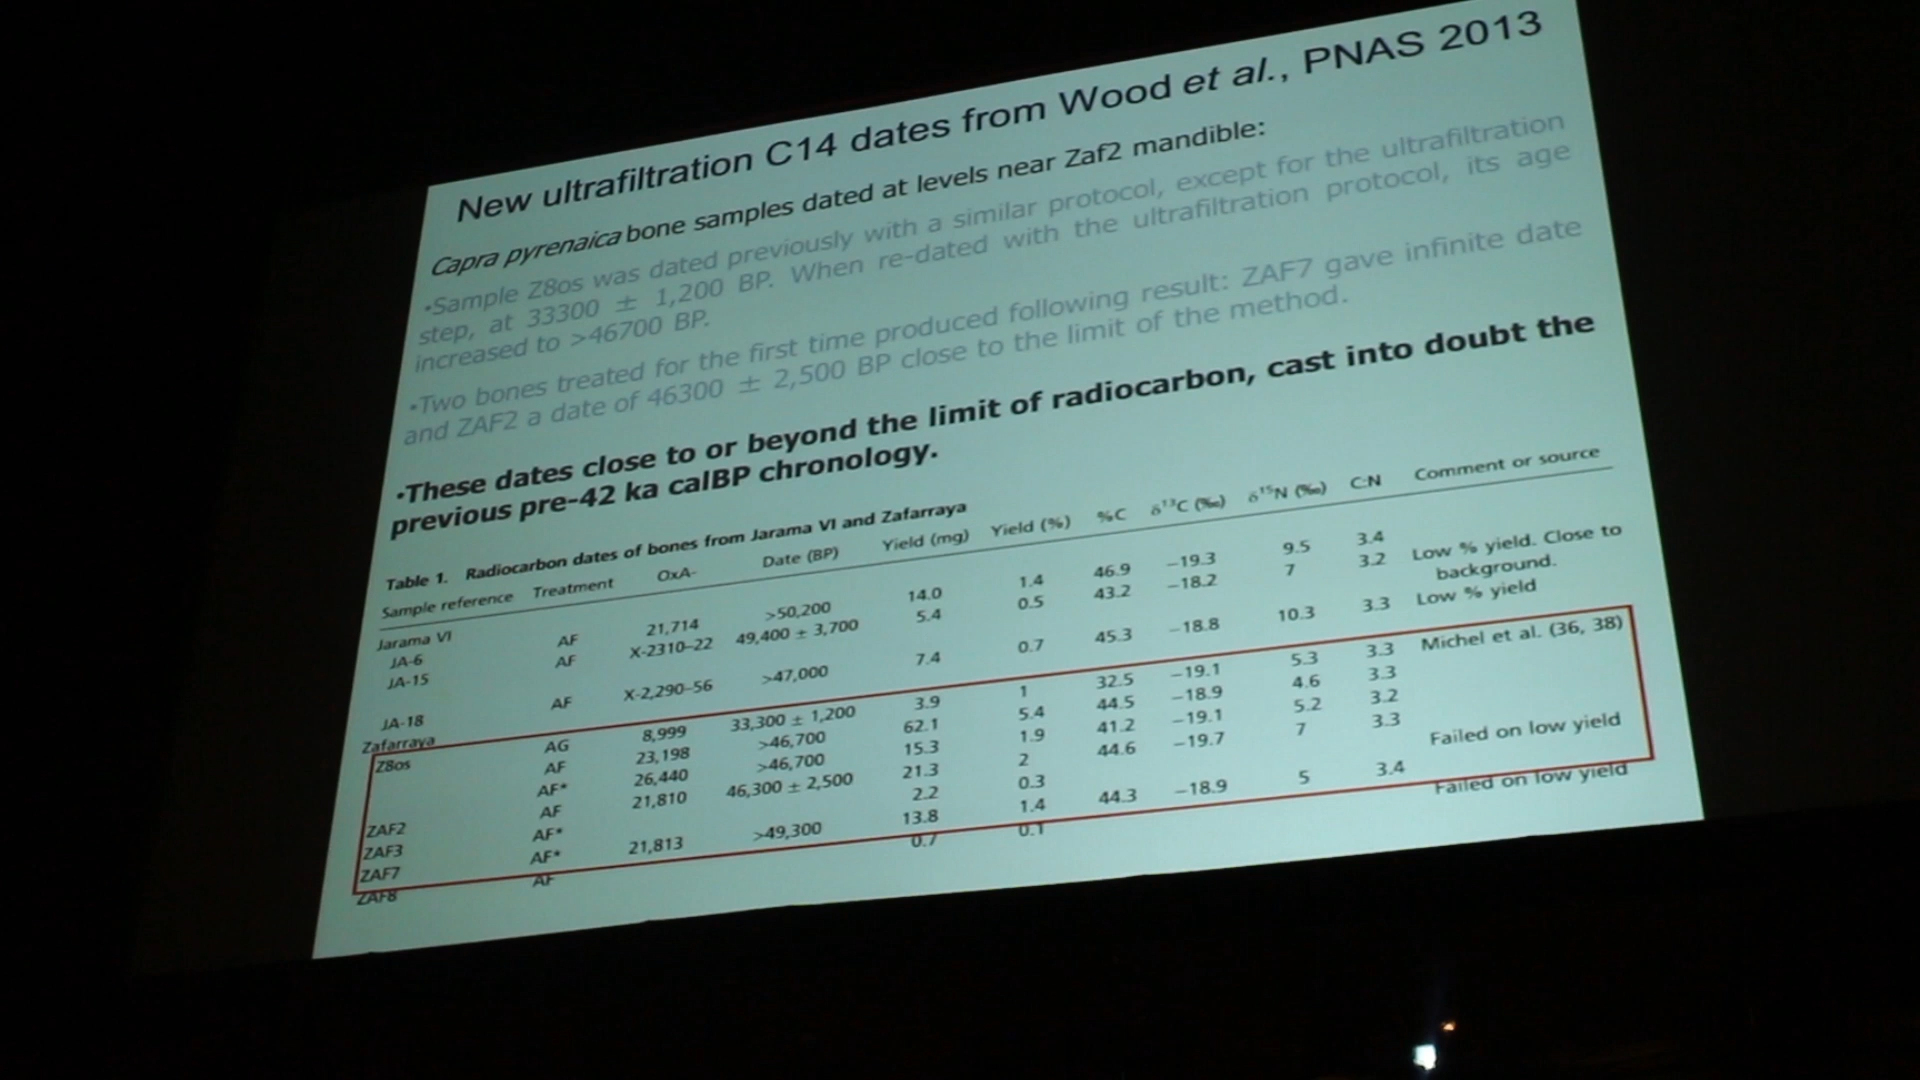 New ultrafiltration C14 dates from Wood et al., PNAS 2013
Capra pyrenaica bone samples dated at levels near Zaf2 mandible:
•Sample Z8os was dated previously with a similar protocol, except for the ultrafiltration
step, at 33300 ± 1,200 BP. When re-dated with the ultrafiltration protocol, its age
increased to >46700 BP.
•Two bones treated for the first time produced following result: ZAF7 gave infinite date
and ZAF2 a date of 46300 ± 2,500 BP close to the limit of the method.
•These dates close to or beyond the limit of radiocarbon, cast into doubt the
previous pre-42 ka calBP chronology.
Table 1. Radiocarbon dates of bones from Jarama VI and Zafarraya
Sample reference Treatment OxA- Date (BP) Yield (mg) Yield (%) %C δ¹³C (‰) δ¹⁵N (‰) C:N Comment or source
Jarama VI
JA-6 AF 21,714 >50,200 14.0 1.4 46.9 −19.3 9.5 3.4
JA-15 AF X-2310–22 49,400 ± 3,700 5.4 0.5 43.2 −18.2 7 3.2 Low % yield. Close to
background.
JA-18 AF X-2,290–56 >47,000 7.4 0.7 45.3 −18.8 10.3 3.3 Low % yield
Zafarraya
Z8os AG 8,999 33,300 ± 1,200 3.9 1 32.5 −19.1 5.3 3.3 Michel et al. (36, 38)
AF 23,198 >46,700 62.1 5.4 44.5 −18.9 4.6 3.3
AF* 26,440 >46,700 15.3 1.9 41.2 −19.1 5.2 3.2
ZAF2 AF 21,810 46,300 ± 2,500 21.3 2 44.6 −19.7 7 3.3
ZAF3 AF* 2.2 0.3 Failed on low yield
ZAF7 AF* 21,813 >49,300 13.8 1.4 44.3 −18.9 5 3.4
ZAF8 AF 0.7 0.1 Failed on low yield